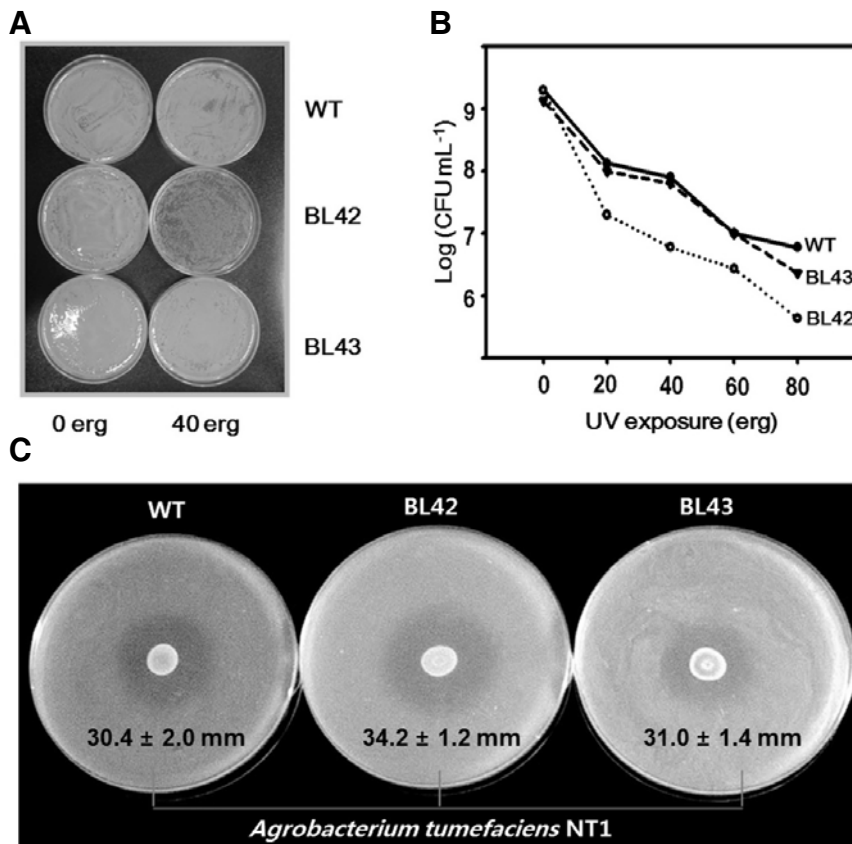 A
WT
BL42
BL43
0 erg 40 erg
B
Log (CFU mL⁻¹)
9
8
7
6
WT
BL43
BL42
0 20 40 60 80
UV exposure (erg)
C
WT BL42 BL43
30.4 ± 2.0 mm 34.2 ± 1.2 mm 31.0 ± 1.4 mm
Agrobacterium tumefaciens NT1